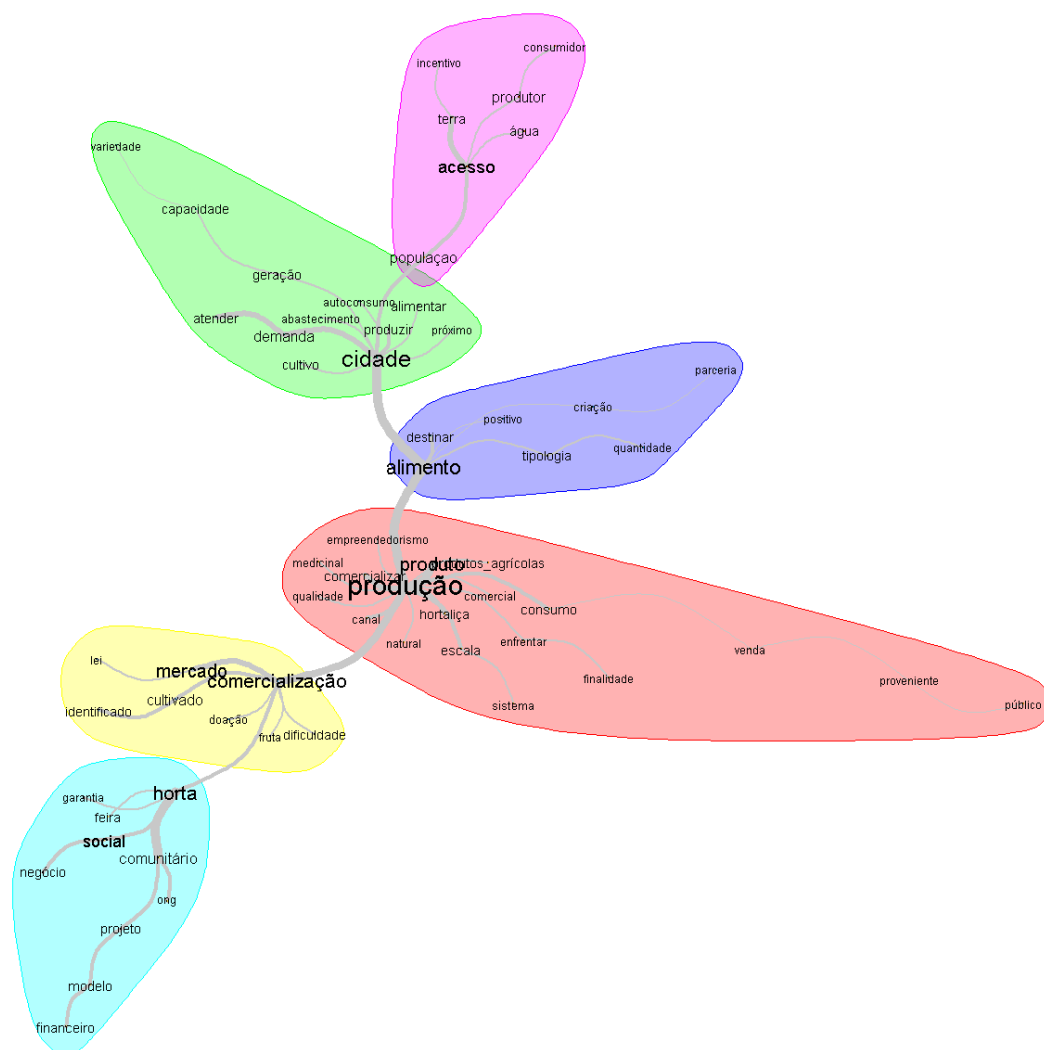 consumidor
incentivo
produtor
terra
água
acesso
variedade
capacidade
populaçao
geração
autoconsumo
alimentar
atender
abastecimento
demanda
produzir
próximo
cidade
cultivo
parceria
criação
positivo
destinar
quantidade
tipologia
alimento
empreendedorismo
medicinal
produto
produtos_agrícolas
comercializar
produção
qualidade
comercial
consumo
canal
hortaliça
natural
enfrentar
escala
venda
finalidade
proveniente
sistema
público
lei
mercado
comercialização
cultivado
identificado
doação
fruta
dificuldade
garantia
horta
feira
social
comunitário
negócio
ong
projeto
modelo
financeiro